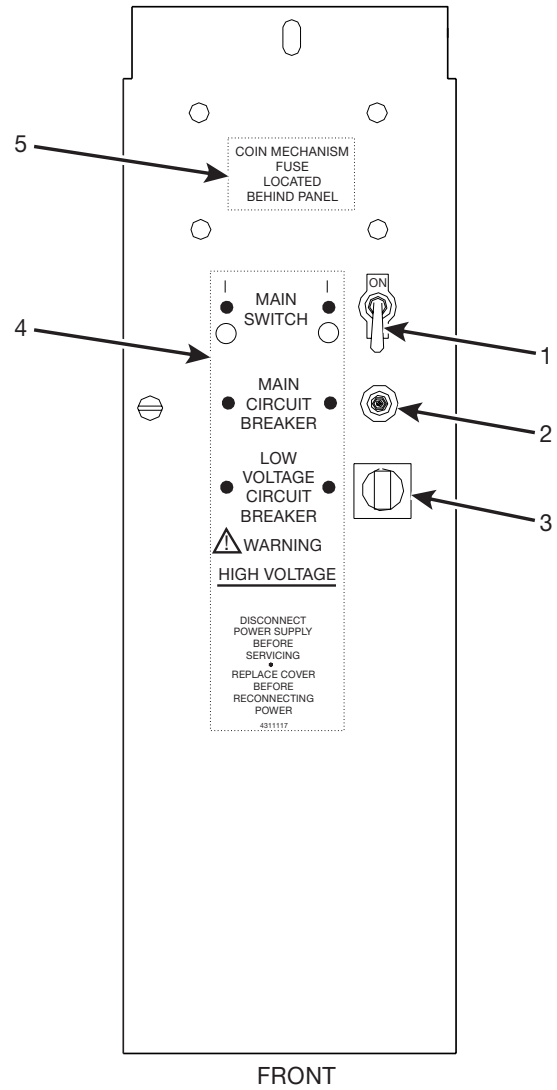 5
COIN MECHANISM
FUSE
LOCATED
BEHIND PANEL
ON
4
I I
MAIN
SWITCH
1
MAIN
CIRCUIT
BREAKER
2
LOW
VOLTAGE
CIRCUIT
BREAKER
3
WARNING
HIGH VOLTAGE
DISCONNECT
POWER SUPPLY
BEFORE
SERVICING
•
REPLACE COVER
BEFORE
RECONNECTING
POWER
4311117
FRONT